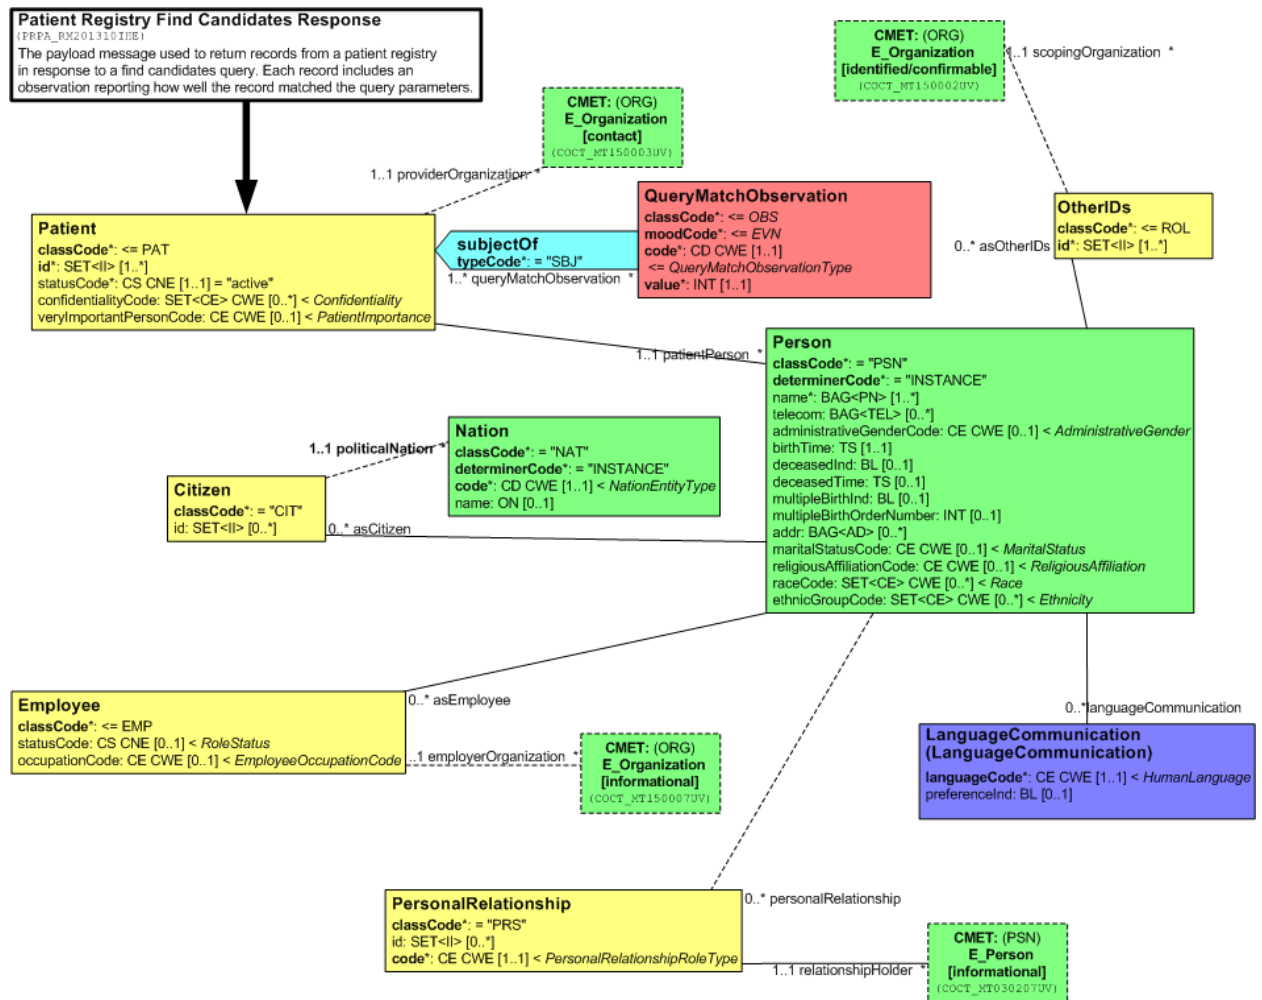 Patient Registry Find Candidates Response
(PRPA_RM201310IHE)
The payload message used to return records from a patient registry
in response to a find candidates query. Each record includes an
observation reporting how well the record matched the query parameters.
CMET: (ORG)
E_Organization
[identified/confirmable]
(COCT_MT150002UV)
1..1 scopingOrganization *
CMET: (ORG)
E_Organization
[contact]
(COCT_MT150003UV)
1..1 providerOrganization *
Patient
classCode*: <= PAT
id*: SET<II> [1..*]
statusCode*: CS CNE [1..1] = "active"
confidentialityCode: SET<CE> CWE [0..*] < Confidentiality
veryImportantPersonCode: CE CWE [0..1] < PatientImportance
subjectOf
typeCode*: = "SBJ"
1..* queryMatchObservation *
QueryMatchObservation
classCode*: <= OBS
moodCode*: <= EVN
code*: CD CWE [1..1]
<= QueryMatchObservationType
value*: INT [1..1]
OtherIDs
classCode*: <= ROL
id*: SET<II> [1..*]
0..* asOtherIDs
1..1 patientPerson *
Person
classCode*: = "PSN"
determinerCode*: = "INSTANCE"
name*: BAG<PN> [1..*]
telecom: BAG<TEL> [0..*]
administrativeGenderCode: CE CWE [0..1] < AdministrativeGender
birthTime: TS [1..1]
deceasedInd: BL [0..1]
deceasedTime: TS [0..1]
multipleBirthInd: BL [0..1]
multipleBirthOrderNumber: INT [0..1]
addr: BAG<AD> [0..*]
maritalStatusCode: CE CWE [0..1] < MaritalStatus
religiousAffiliationCode: CE CWE [0..1] < ReligiousAffiliation
raceCode: SET<CE> CWE [0..*] < Race
ethnicGroupCode: SET<CE> CWE [0..*] < Ethnicity
1..1 politicalNation *
Nation
classCode*: = "NAT"
determinerCode*: = "INSTANCE"
code*: CD CWE [1..1] < NationEntityType
name: ON [0..1]
Citizen
classCode*: = "CIT"
id: SET<II> [0..*]
0..* asCitizen
Employee
classCode*: <= EMP
statusCode: CS CNE [0..1] < RoleStatus
occupationCode: CE CWE [0..1] < EmployeeOccupationCode
0..* asEmployee
..1 employerOrganization *
CMET: (ORG)
E_Organization
[informational]
(COCT_MT150007UV)
0..* languageCommunication
LanguageCommunication
(LanguageCommunication)
languageCode*: CE CWE [1..1] < HumanLanguage
preferenceInd: BL [0..1]
PersonalRelationship
classCode*: = "PRS"
id: SET<II> [0..*]
code*: CE CWE [1..1] < PersonalRelationshipRoleType
0..* personalRelationship
1..1 relationshipHolder *
CMET: (PSN)
E_Person
[informational]
(COCT_MT030207UV)